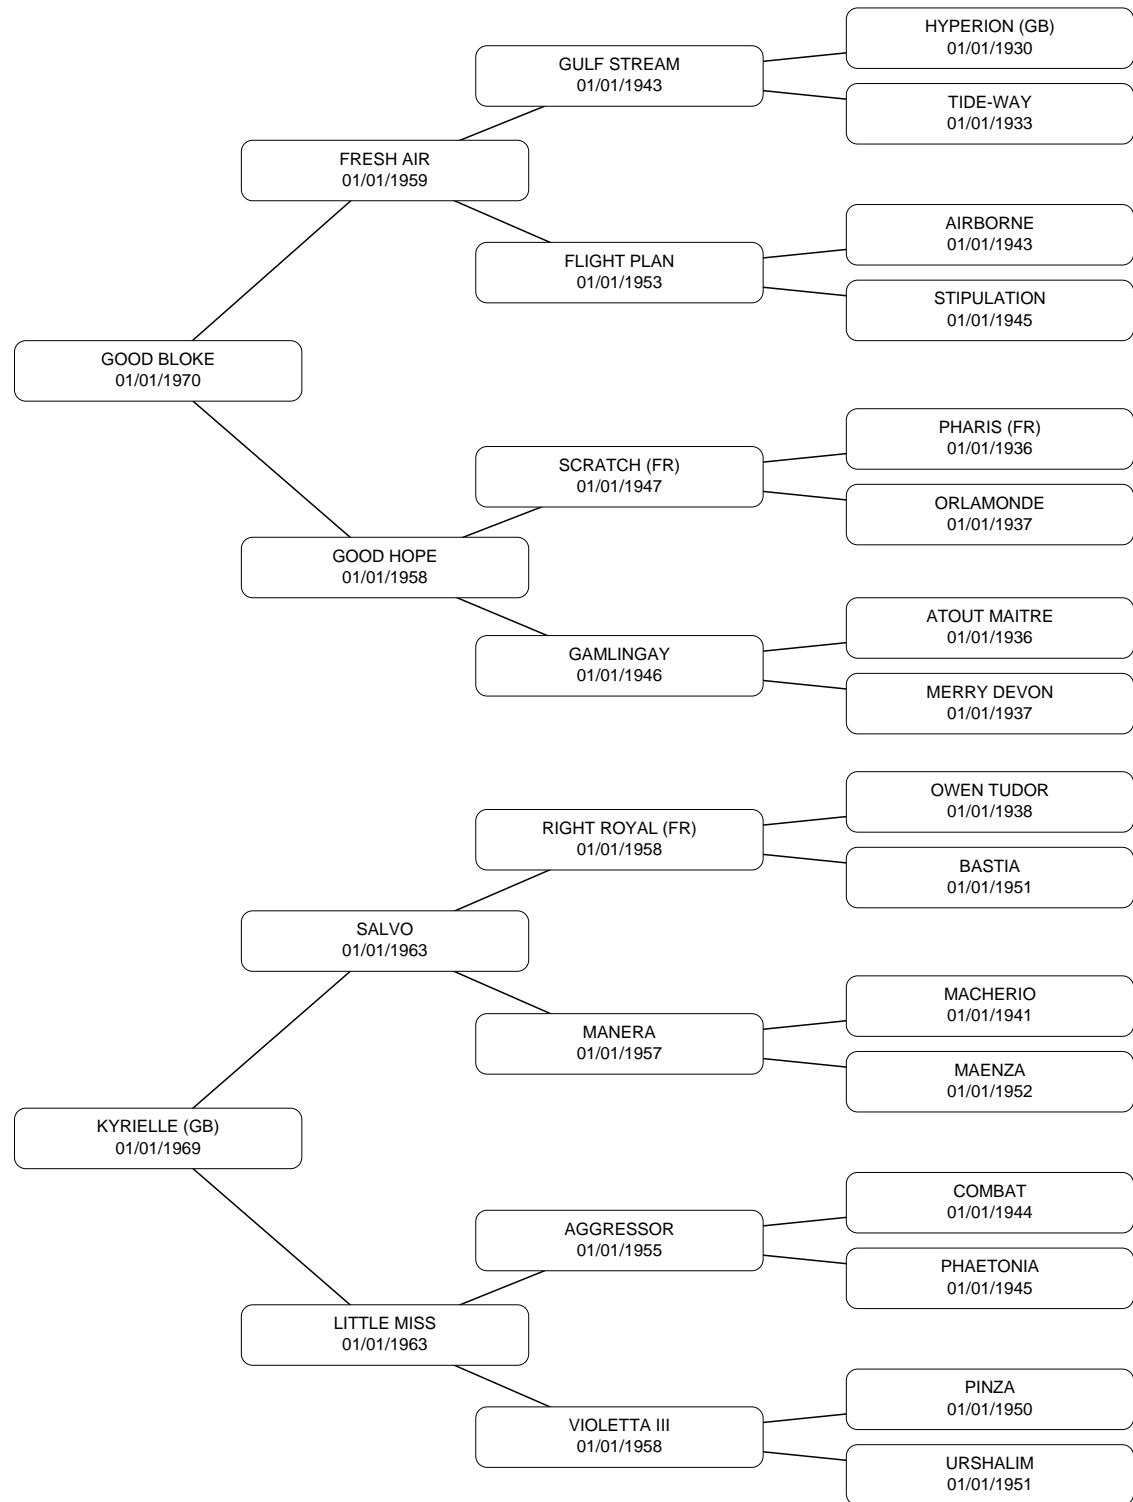 HYPERION (GB)
01/01/1930
GULF STREAM
01/01/1943
TIDE-WAY
01/01/1933
FRESH AIR
01/01/1959
AIRBORNE
01/01/1943
FLIGHT PLAN
01/01/1953
STIPULATION
01/01/1945
GOOD BLOKE
01/01/1970
PHARIS (FR)
01/01/1936
SCRATCH (FR)
01/01/1947
ORLAMONDE
01/01/1937
GOOD HOPE
01/01/1958
ATOUT MAITRE
01/01/1936
GAMLINGAY
01/01/1946
MERRY DEVON
01/01/1937
OWEN TUDOR
01/01/1938
RIGHT ROYAL (FR)
01/01/1958
BASTIA
01/01/1951
SALVO
01/01/1963
MACHERIO
01/01/1941
MANERA
01/01/1957
MAENZA
01/01/1952
KYRIELLE (GB)
01/01/1969
COMBAT
01/01/1944
AGGRESSOR
01/01/1955
PHAETONIA
01/01/1945
LITTLE MISS
01/01/1963
PINZA
01/01/1950
VIOLETTA III
01/01/1958
URSHALIM
01/01/1951